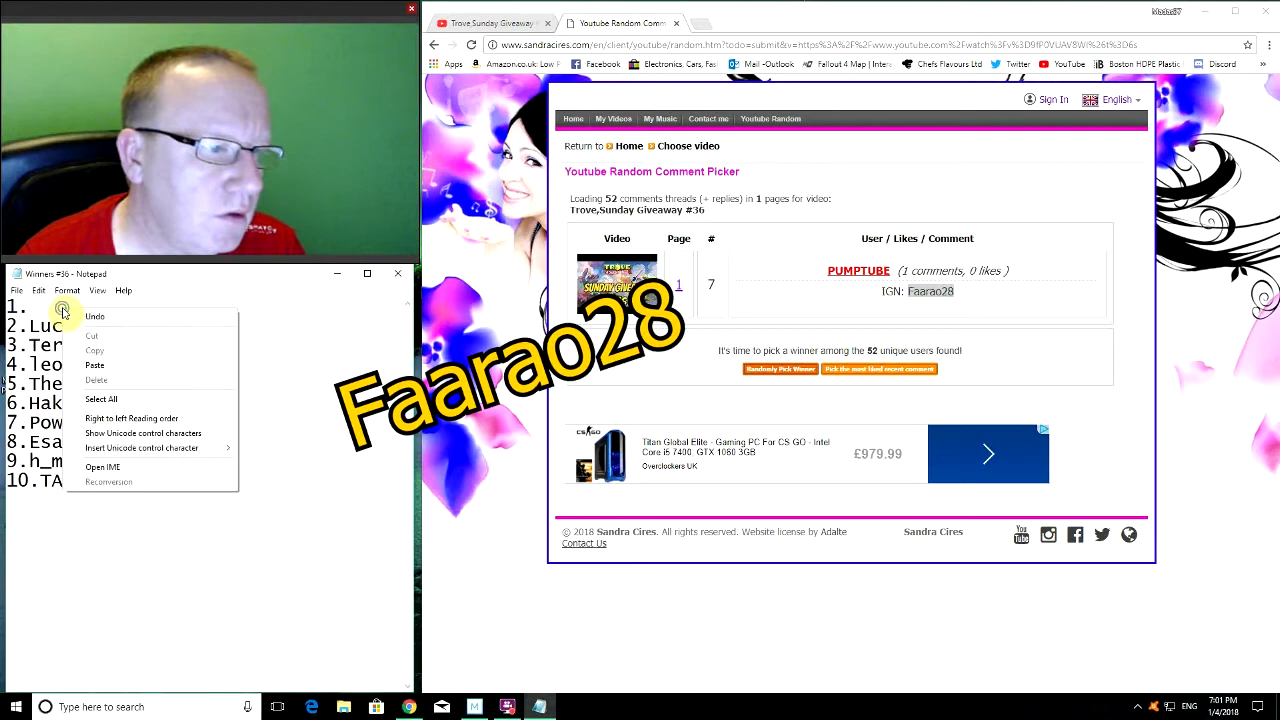 Trove,Sunday Giveaway
Youtube Random Comm
Madas07
www.sandracires.com/en/client/youtube/random.htm?todo=submit&v=https%3A%2F%2Fwww.youtube.com%2Fwatch%3Fv%3D9fP0VUAV8WI%26t%3D6s
Apps
Amazon.co.uk: Low P
Facebook
Electronics, Cars, Fas
Mail -Outlook
Fallout 4 Map | Intera
Chefs Flavours Ltd
Twitter
YouTube
Boston HDPE Plastic
Discord
»
Sign In
English
Home
My Videos
My Music
Contact me
Youtube Random
Return to Home Choose video
Youtube Random Comment Picker
Loading 52 comments threads (+ replies) in 1 pages for video:
Trove,Sunday Giveaway #36
Video
Page
#
User / Likes / Comment
TROVE
SUNDAY GIVEA
1
7
PUMPTUBE (1 comments, 0 likes )
IGN: Faarao28
It's time to pick a winner among the 52 unique users found!
Randomly Pick Winner
Pick the most liked recent comment
CS:GO
Titan Global Elite - Gaming PC For CS GO - Intel
Core i5 7400, GTX 1060 3GB
Overclockers UK
£979.99
© 2018 Sandra Cires. All rights reserved. Website license by Adalte
Contact Us
Sandra Cires
You
Tube
Faarao28
Winners #36 - Notepad
File
Edit
Format
View
Help
1.
2.Luc
3.Ter
4.leo
5.The
6.Hak
7.Pow
8.Esa
9.h_m
10.TA
Undo
Cut
Copy
Paste
Delete
Select All
Right to left Reading order
Show Unicode control characters
Insert Unicode control character
Open IME
Reconversion
Type here to search
M
ENG
7:01 PM
1/4/2018